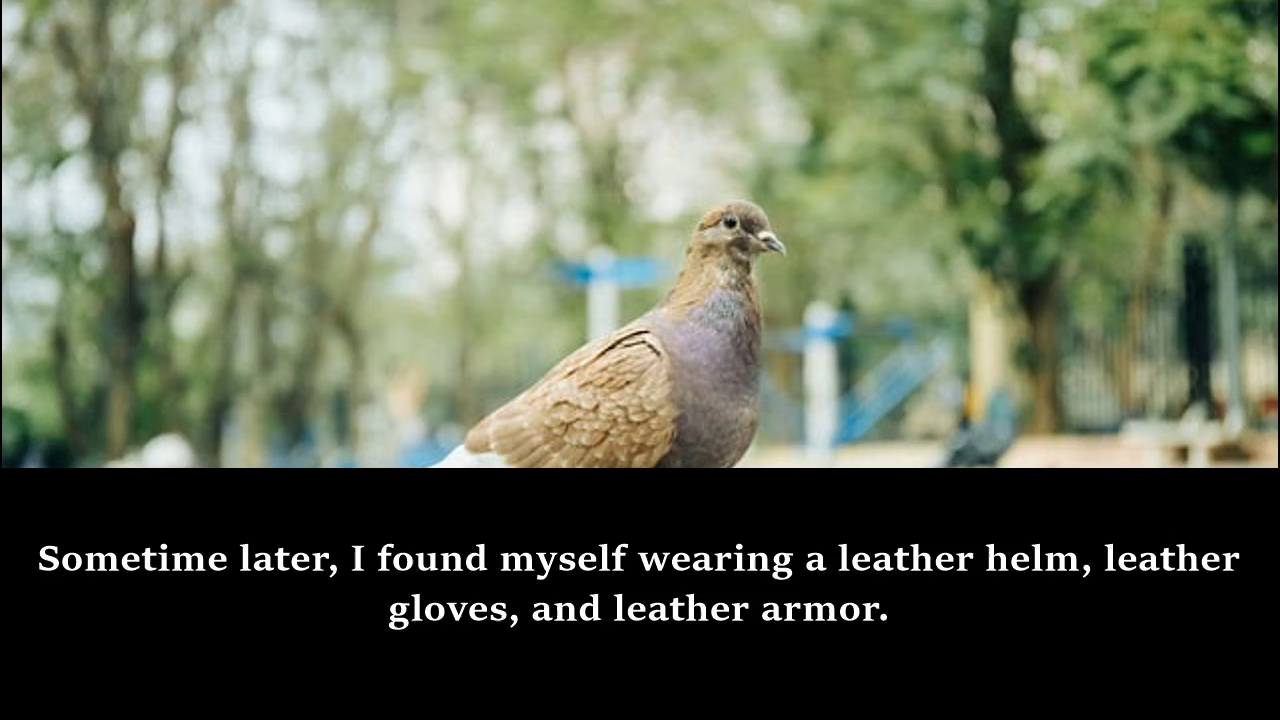 Sometime later, I found myself wearing a leather helm, leather
gloves, and leather armor.